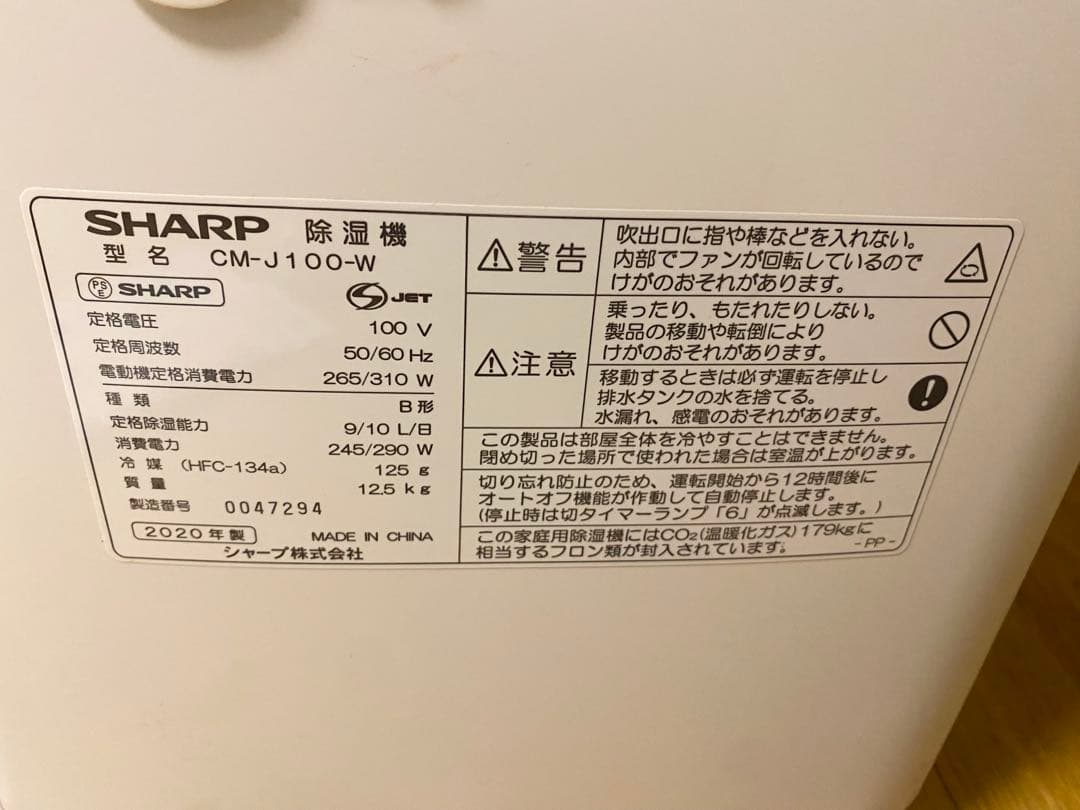 SHARP 除湿機
型名 CM-J100-W
PS E SHARP
S JET
定格電圧 100 V
定格周波数 50/60 Hz
電動機定格消費電力 265/310 W
種類 B形
定格除湿能力 9/10 L/日
消費電力 245/290 W
冷媒 (HFC-134a) 125 g
質量 12.5 kg
製造番号 0047294
2020年製 MADE IN CHINA
シャープ株式会社
警告
吹出口に指や棒などを入れない。
内部でファンが回転しているので
けがのおそれがあります。
注意
乗ったり、もたれたりしない。
製品の移動や転倒により
けがのおそれがあります。
移動するときは必ず運転を停止し
排水タンクの水を捨てる。
水漏れ、感電のおそれがあります。
この製品は部屋全体を冷やすことはできません。
閉め切った場所で使われた場合は室温が上がります。
切り忘れ防止のため、運転開始から12時間後に
オートオフ機能が作動して自動停止します。
(停止時は切タイマーランプ「6」が点滅します。)
この家庭用除湿機にはCO₂(温暖化ガス)179kgに
相当するフロン類が封入されています。
-PP-